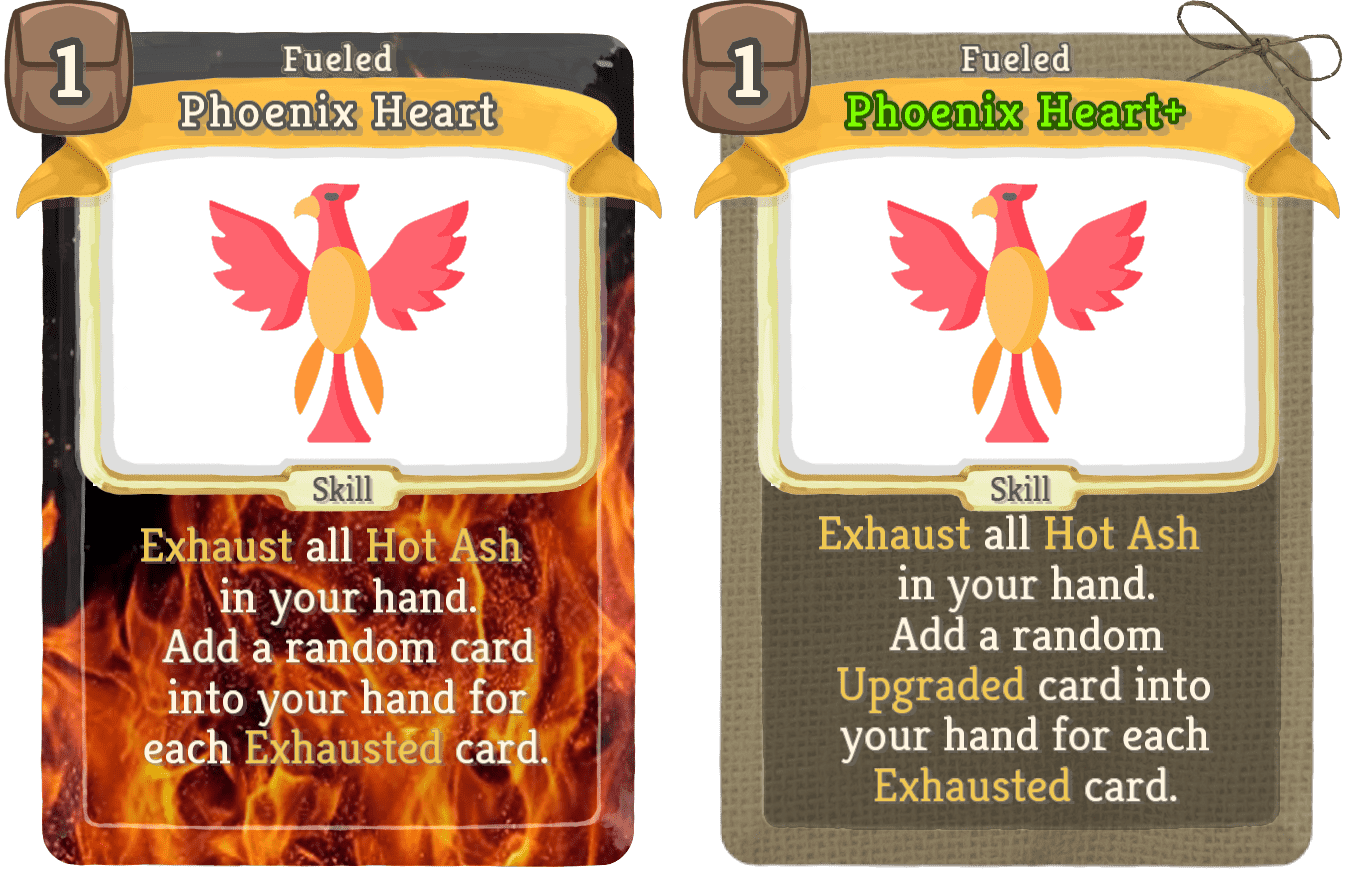 1
Fueled
Phoenix Heart
Skill
Exhaust all Hot Ash
in your hand.
Add a random card
into your hand for
each Exhausted card.
1
Fueled
Phoenix Heart+
Skill
Exhaust all Hot Ash
in your hand.
Add a random
Upgraded card into
your hand for each
Exhausted card.